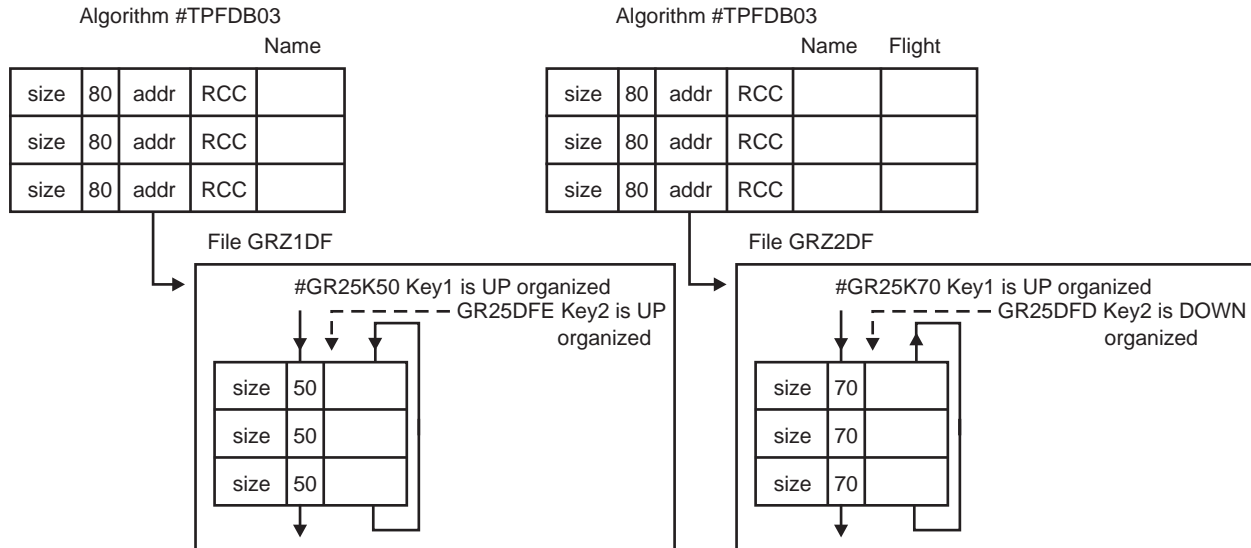 Algorithm #TPFDB03
Name
size 80 addr RCC
size 80 addr RCC
size 80 addr RCC
File GRZ1DF
#GR25K50 Key1 is UP organized
GR25DFE Key2 is UP
organized
size 50
size 50
size 50
Algorithm #TPFDB03
Name Flight
size 80 addr RCC
size 80 addr RCC
size 80 addr RCC
File GRZ2DF
#GR25K70 Key1 is UP organized
GR25DFD Key2 is DOWN
organized
size 70
size 70
size 70